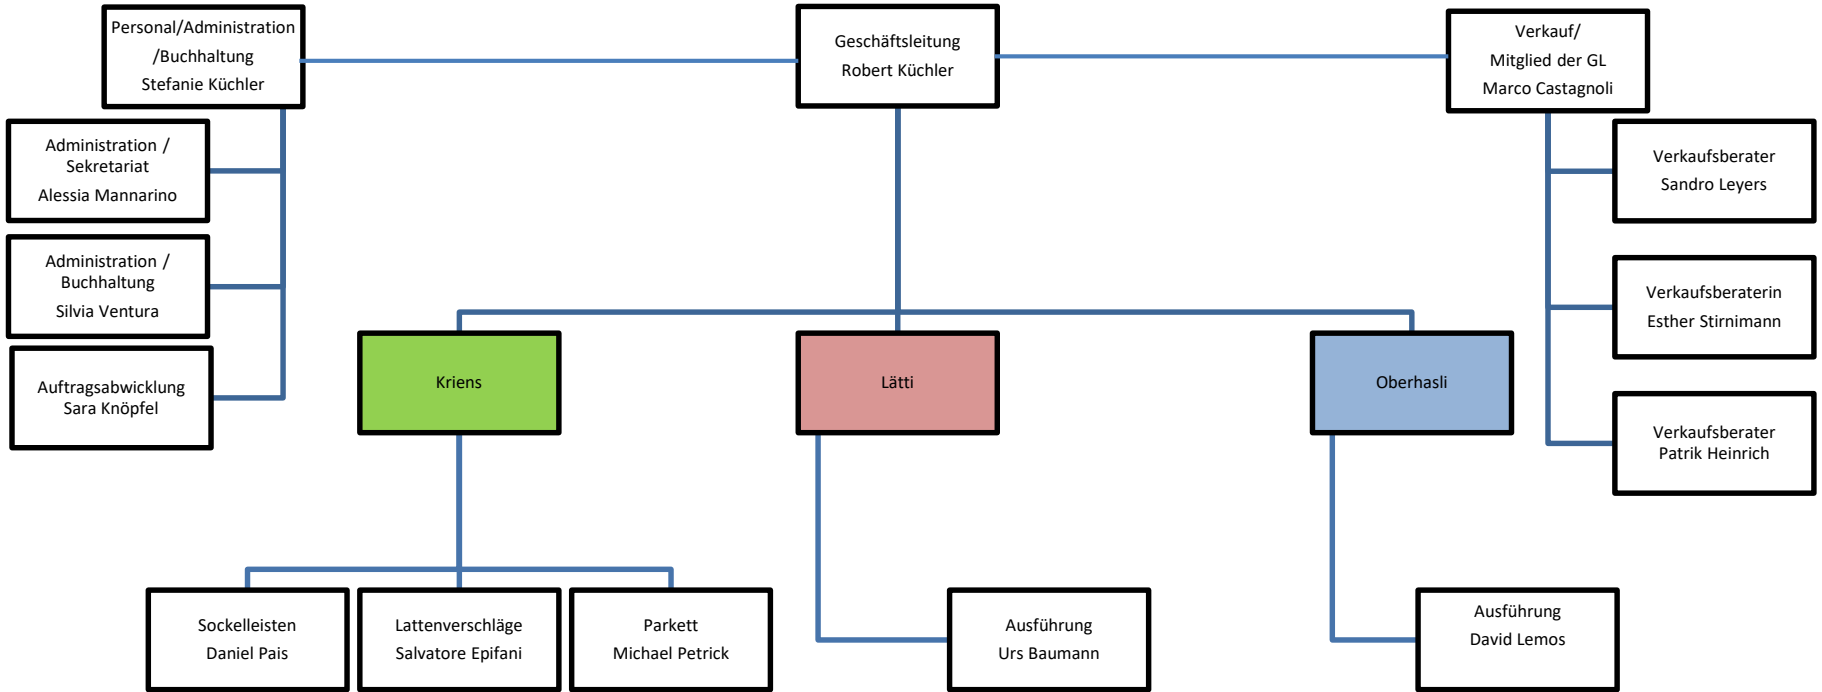 Personal/Administration
/Buchhaltung
Stefanie Küchler
Geschäftsleitung
Robert Küchler
Verkauf/
Mitglied der GL
Marco Castagnoli
Administration /
Sekretariat
Alessia Mannarino
Verkaufsberater
Sandro Leyers
Administration /
Buchhaltung
Silvia Ventura
Verkaufsberaterin
Esther Stirnimann
Auftragsabwicklung
Sara Knöpfel
Kriens
Lätti
Oberhasli
Verkaufsberater
Patrik Heinrich
Sockelleisten
Daniel Pais
Lattenverschläge
Salvatore Epifani
Parkett
Michael Petrick
Ausführung
Urs Baumann
Ausführung
David Lemos